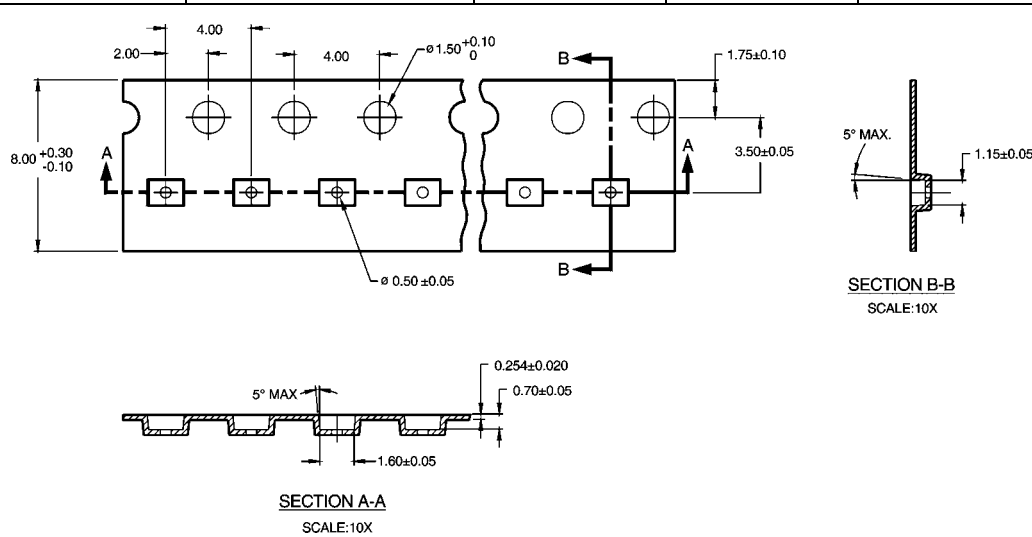 4.00
2.00
4.00
ø1.50 +0.10
0
B
1.75±0.10
8.00 +0.30
-0.10
A
A
3.50±0.05
5° MAX.
1.15±0.05
ø 0.50 ±0.05
B
SECTION B-B
SCALE:10X
0.254±0.020
5° MAX
0.70±0.05
1.60±0.05
SECTION A-A
SCALE:10X